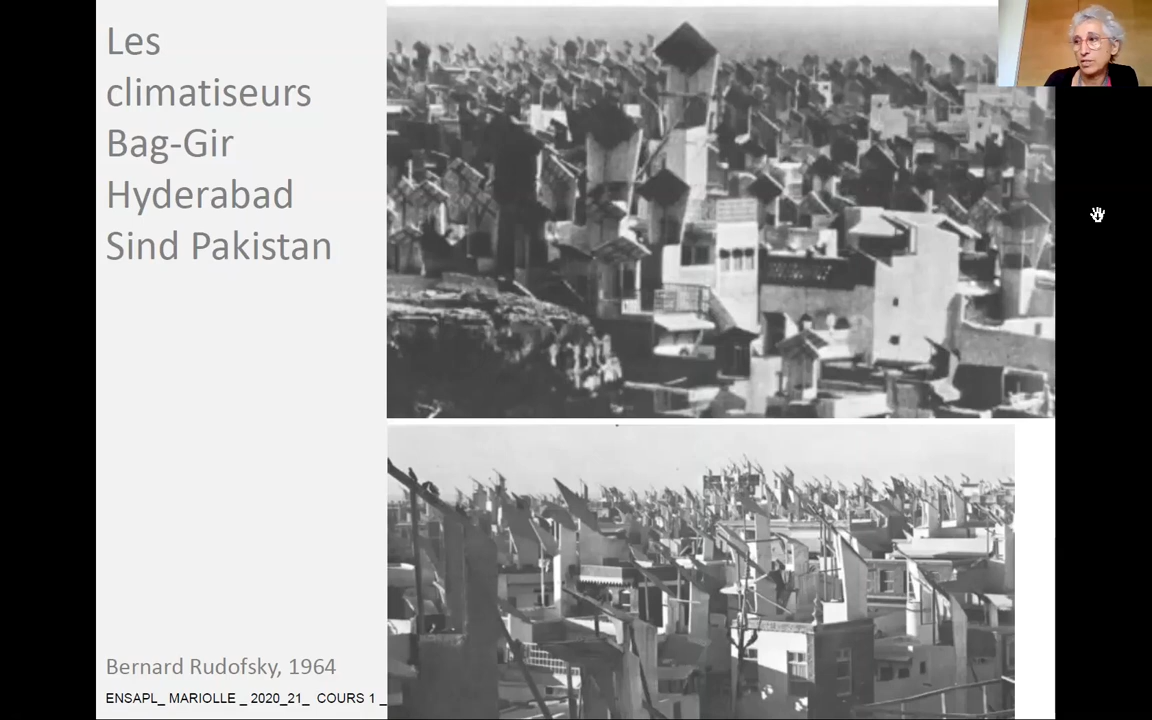 Les
climatiseurs
Bag-Gir
Hyderabad
Sind Pakistan
Bernard Rudofsky, 1964
ENSAPL_ MARIOLLE _ 2020_21_ COURS 1 _